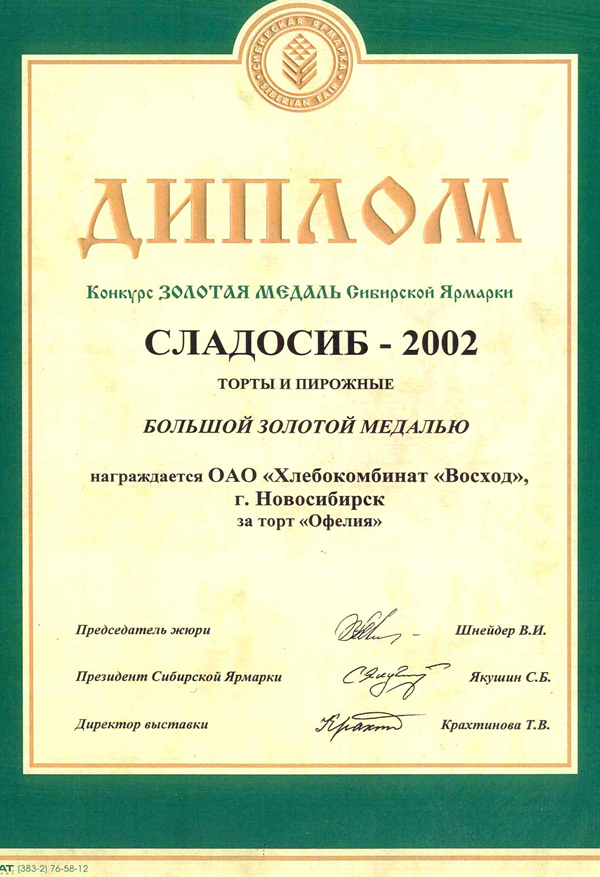 СИБИРСКАЯ ЯРМАРКА
SIBERIAN FAIR
ДИПЛОМ
Конкурс ЗОЛОТАЯ МЕДАЛЬ Сибирской Ярмарки
СЛАДОСИБ - 2002
ТОРТЫ И ПИРОЖНЫЕ
БОЛЬШОЙ ЗОЛОТОЙ МЕДАЛЬЮ
награждается ОАО «Хлебокомбинат «Восход»,
г. Новосибирск
за торт «Офелия»
Председатель жюри Шнейдер В.И.
Президент Сибирской Ярмарки Якушин С.Б.
Директор выставки Крахтинова Т.В.
(383-2) 76-58-12